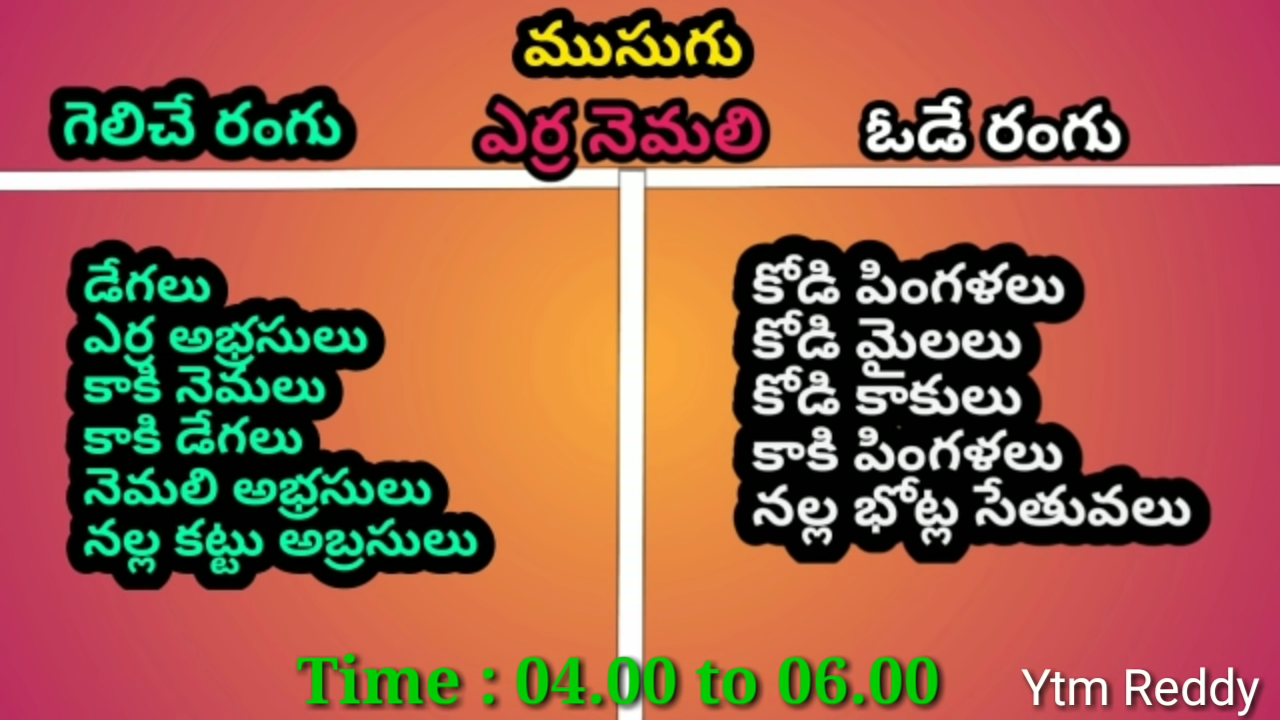 ముసుగు
గెలిచే రంగు
ఎర్ర నెమలి
ఓడే రంగు
డేగలు
ఎర్ర అభ్రసులు
కాకి నెమలు
కాకి డేగలు
నెమలి అభ్రసులు
నల్ల కట్టు అబ్రసులు
కోడి పింగళలు
కోడి మైలలు
కోడి కాకులు
కాకి పింగళలు
నల్ల భోట్ల సేతువలు
Time : 04.00 to 06.00
Ytm Reddy